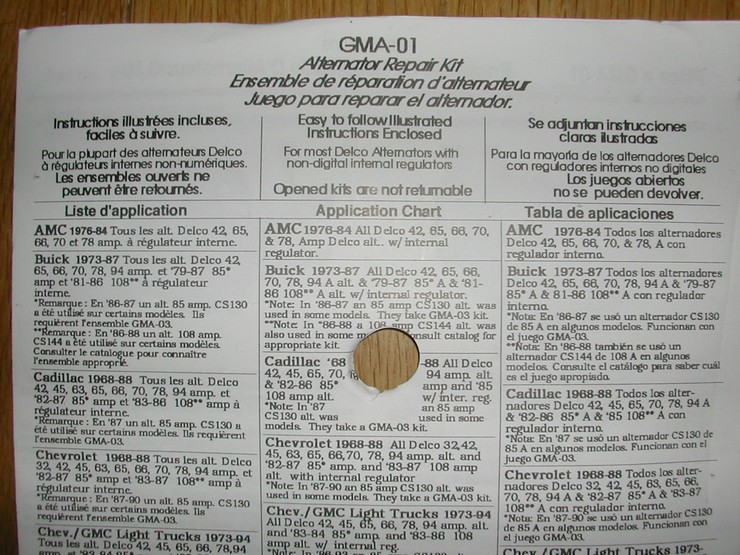 GMA-01
Alternator Repair Kit
Ensemble de réparation d'alternateur
Juego para reparar el alternador.
Instructions illustrées incluses,
faciles à suivre.
Pour la plupart des alternateurs Delco
à régulateurs internes non-numériques.
Les ensembles ouverts ne
peuvent être retournés.
Easy to follow Illustrated
Instructions Enclosed
For most Delco Alternators with
non-digital internal regulators
Opened kits are not returnable
Se adjuntan instrucciones
claras ilustradas
Para la mayoría de los alternadores Delco
con reguladores internos no digitales
Los juegos abiertos
no se pueden devolver.
Liste d'application
AMC 1976-84 Tous les alt. Delco 42, 65,
66, 70 et 78 amp. à régulateur interne.
Buick 1973-87 Tous les alt. Delco 42,
65, 66, 70, 78, 94 amp. et '79-87 85*
amp et '81-86 108** à régulateur
interne.
*Remarque : En '86-87 un alt. 85 amp. CS130
a été utilisé sur certains modèles. Ils
requièrent l'ensemble GMA-03.
**Remarque : En '86-88 un alt. 108 amp.
CS144 a été utilisé sur certains modèles.
Consulter le catalogue pour connaître
l'ensemble approprié.
Cadillac 1968-88 Tous les alt. Delco
42, 45, 63, 65, 66, 70, 78, 94 amp. et
'82-87 85* amp et '83-86 108** amp à
régulateur interne.
*Remarque : En '87 un alt. 85 amp. CS130 a
été utilisé sur certains modèles. Ils requièrent
l'ensemble GMA-03.
Chevrolet 1968-88 Tous les alt. Delco
32, 42, 45, 63, 65, 66, 70, 78, 94 amp. et
'82-87 85* amp et '83-87 108** amp à
régulateur interne.
*Remarque : En '87-90 un alt. 85 amp. CS130
a été utilisé sur certains modèles. Ils
requièrent l'ensemble GMA-03.
Chev./GMC Light Trucks 1973-94
Tous les alt. Delco 42, 45, 65, 66, 78,94
Application Chart
AMC 1976-84 All Delco 42, 65, 66, 70,
& 78, Amp Delco alt. w/internal
regulator.
Buick 1973-87 All Delco 42, 65, 66,
70, 78, 94 A alt. & '79-87 85* A & '81-
86 108** A alt. w/ internal regulator.
*Note: In '86-87 an 85 amp CS130 alt. was
used in some models. They take GMA-03 kit.
**Note: In '86-88 a 108 amp CS144 alt. was
also used in some mo onsult catalog for
appropriate kit.
Cadillac '68 -88 All Delco
42, 45, 65, 70, 94 amp. alt.
& '82-86 85* amp and '85
108 amp alt. w/ inter. reg.
*Note: In '87 an 85 amp
CS130 alt. was used in some
models. They take a GMA-03 kit.
Chevrolet 1968-88 All Delco 32,42,
45, 63, 65, 66,70, 78, 94 amp. alt. and
'82-87 85* amp. and '83-87 108 amp
alt. with internal regulator
*Note In '87-90 an 85 amp CS130 alt. was
used in some models. They take a GMA-03 kit.
Chev./GMC Light Trucks 1973-94
All Delco 42, 45, 65, 66, 78, 94 amp. alt.
and '83-84 85* amp and '83-86 108
amp alt. w/ internal reg.
Tabla de aplicaciones
AMC 1976-84 Todos los alternadores
Delco 42, 65, 66, 70, & 78, A con
regulador interno.
Buick 1973-87 Todos los alternadores
Delco 42, 65, 66, 70, 78, 94 A & '79-87
85* A & 81-86 108** A con regulador
interno.
*Nota: En '86-87 se usó un alternador CS130
de 85 A en algunos modelos. Funcionan con
el juego GMA-03.
**Nota: En '86-88 también se usó un
alternador CS144 de 108 A en algunos
modelos. Consulte el catálogo para saber cuál
es el juego apropiado.
Cadillac 1968-88 Todos los alter-
nadores Delco 42, 45, 65, 70, 78, 94 A
& '82-86 85* A & '85 108** A con
regulador interno.
*Nota: En '87 se usó un alternador CS130 de
85 A en algunos modelos. Funcionan con el
juego GMA-03.
Chevrolet 1968-88 Todos los alter-
nadores Delco 32, 42, 45, 63, 65, 66,
70, 78, 94 A & '82-87 85* A & '83-87
108** A con regulador interno.
*Nota: En '87-90 se usó un alternador CS130
de 85 A en algunos modelos. Funcionan con el
juego GMA-03.
Chev./GMC Light Trucks 1973-94